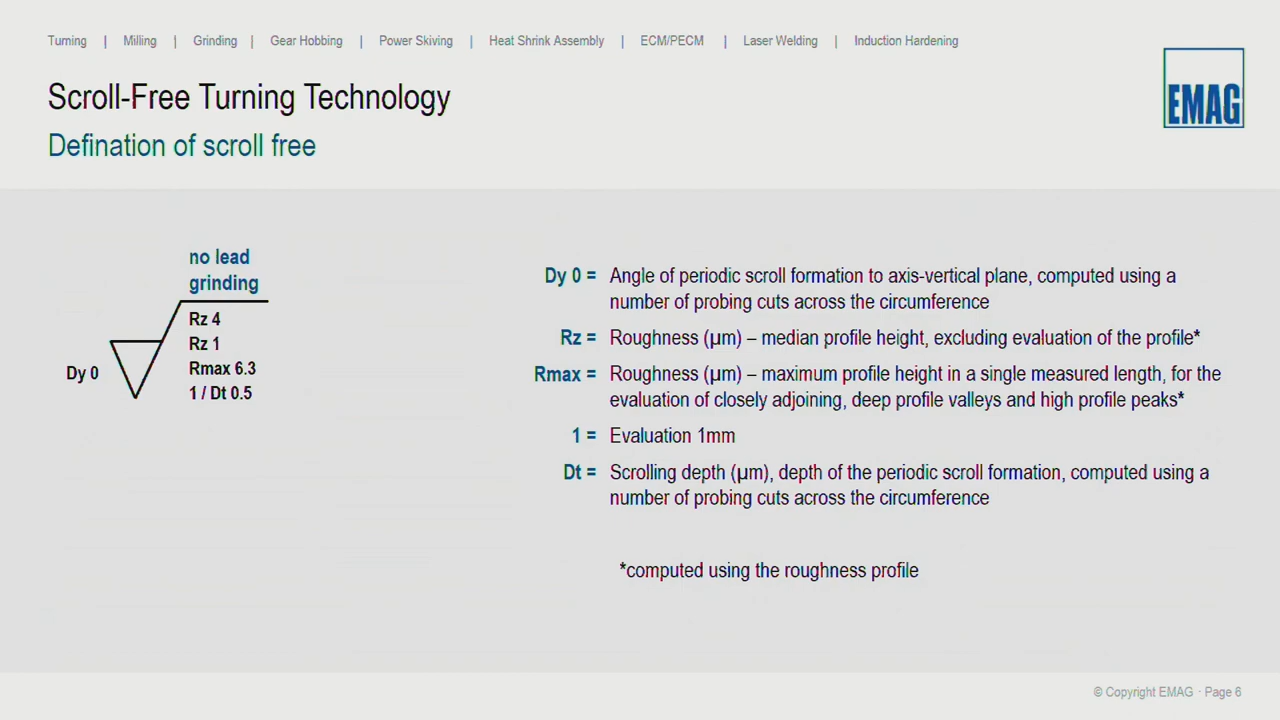 Turning | Milling | Grinding | Gear Hobbing | Power Skiving | Heat Shrink Assembly | ECM/PECM | Laser Welding | Induction Hardening
Scroll-Free Turning Technology
Defination of scroll free
EMAG
no lead
grinding
Rz 4
Rz 1
Rmax 6.3
1 / Dt 0.5
Dy 0
Dy 0 = Angle of periodic scroll formation to axis-vertical plane, computed using a
number of probing cuts across the circumference
Rz = Roughness (µm) – median profile height, excluding evaluation of the profile*
Rmax = Roughness (µm) – maximum profile height in a single measured length, for the
evaluation of closely adjoining, deep profile valleys and high profile peaks*
1 = Evaluation 1mm
Dt = Scrolling depth (µm), depth of the periodic scroll formation, computed using a
number of probing cuts across the circumference
*computed using the roughness profile
© Copyright EMAG · Page 6